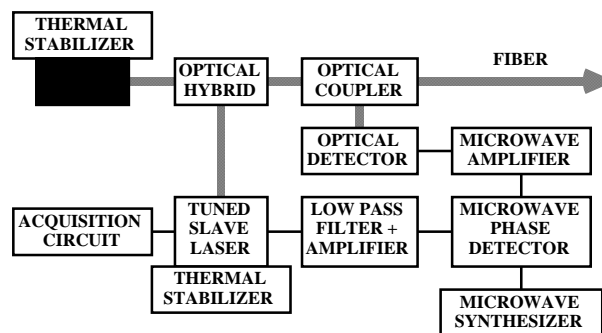 THERMAL
STABILIZER
OPTICAL
HYBRID
OPTICAL
COUPLER
FIBER
OPTICAL
DETECTOR
MICROWAVE
AMPLIFIER
ACQUISITION
CIRCUIT
TUNED
SLAVE
LASER
LOW PASS
FILTER +
AMPLIFIER
MICROWAVE
PHASE
DETECTOR
THERMAL
STABILIZER
MICROWAVE
SYNTHESIZER